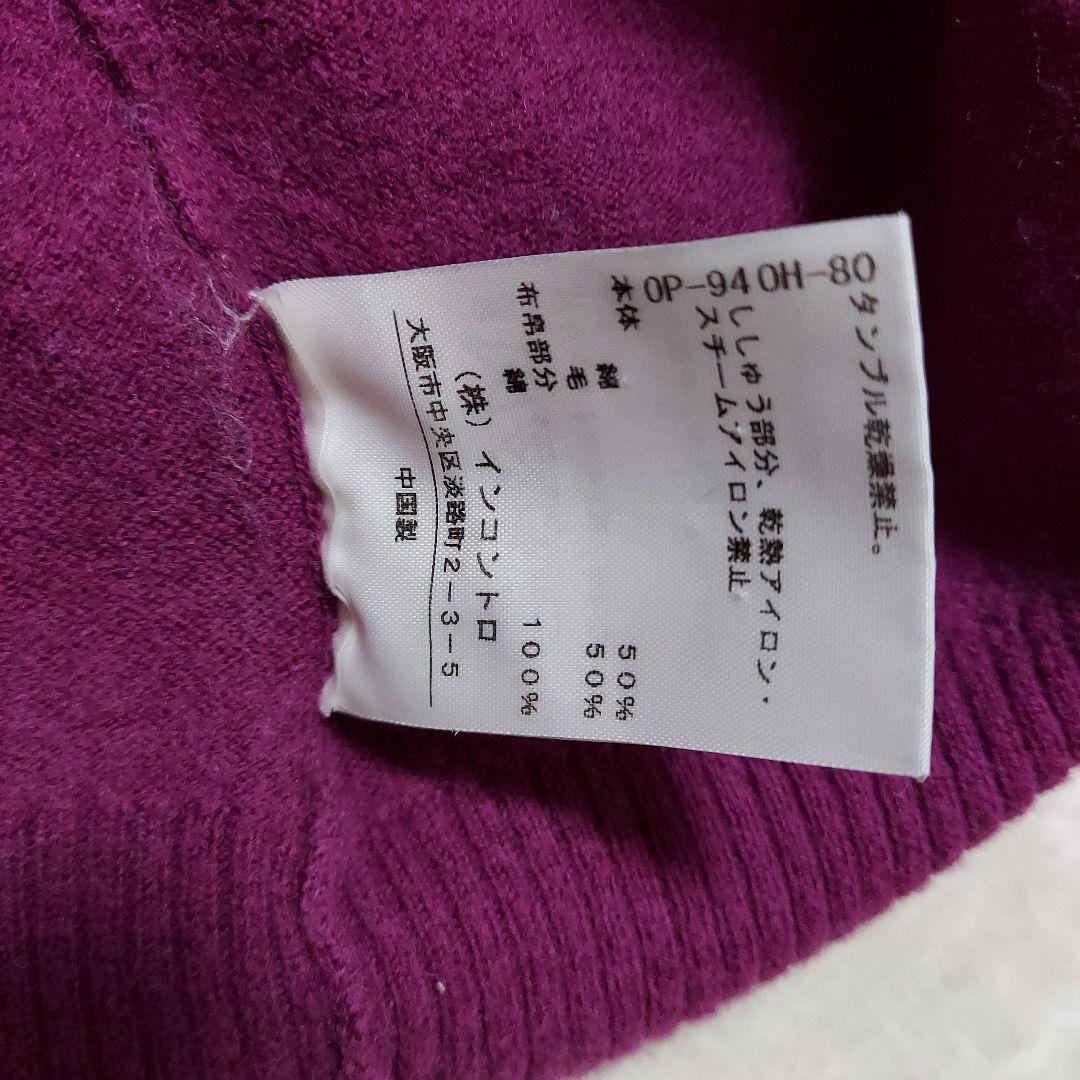 タンブル乾燥禁止。
ししゅう部分、乾熱アイロン・
スチームアイロン禁止
OP-940H-80
本体 綿 50%
毛 50%
布帛部分
綿 100%
(株)インコントロ
大阪市中央区淡路町2-3-5
中国製